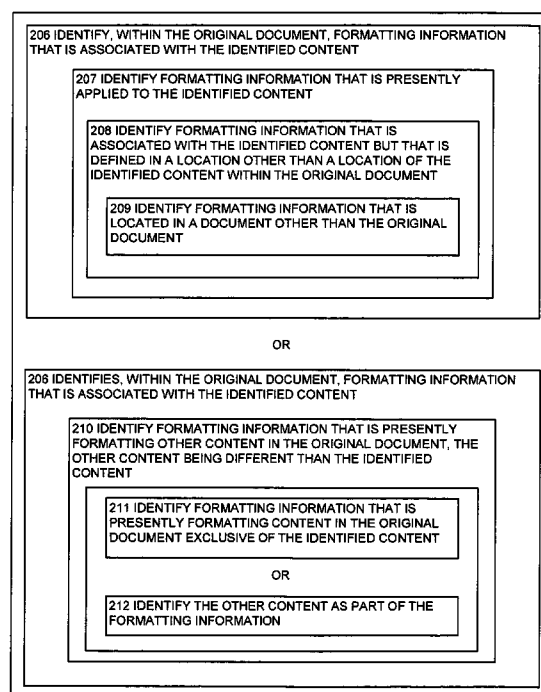 206 IDENTIFY, WITHIN THE ORIGINAL DOCUMENT, FORMATTING INFORMATION
THAT IS ASSOCIATED WITH THE IDENTIFIED CONTENT
207 IDENTIFY FORMATTING INFORMATION THAT IS PRESENTLY
APPLIED TO THE IDENTIFIED CONTENT
208 IDENTIFY FORMATTING INFORMATION THAT IS
ASSOCIATED WITH THE IDENTIFIED CONTENT BUT THAT IS
DEFINED IN A LOCATION OTHER THAN A LOCATION OF THE
IDENTIFIED CONTENT WITHIN THE ORIGINAL DOCUMENT
209 IDENTIFY FORMATTING INFORMATION THAT IS
LOCATED IN A DOCUMENT OTHER THAN THE ORIGINAL
DOCUMENT
OR
206 IDENTIFIES, WITHIN THE ORIGINAL DOCUMENT, FORMATTING INFORMATION
THAT IS ASSOCIATED WITH THE IDENTIFIED CONTENT
210 IDENTIFY FORMATTING INFORMATION THAT IS PRESENTLY
FORMATTING OTHER CONTENT IN THE ORIGINAL DOCUMENT, THE
OTHER CONTENT BEING DIFFERENT THAN THE IDENTIFIED
CONTENT
211 IDENTIFY FORMATTING INFORMATION THAT IS
PRESENTLY FORMATTING CONTENT IN THE ORIGINAL
DOCUMENT EXCLUSIVE OF THE IDENTIFIED CONTENT
OR
212 IDENTIFY THE OTHER CONTENT AS PART OF THE
FORMATTING INFORMATION